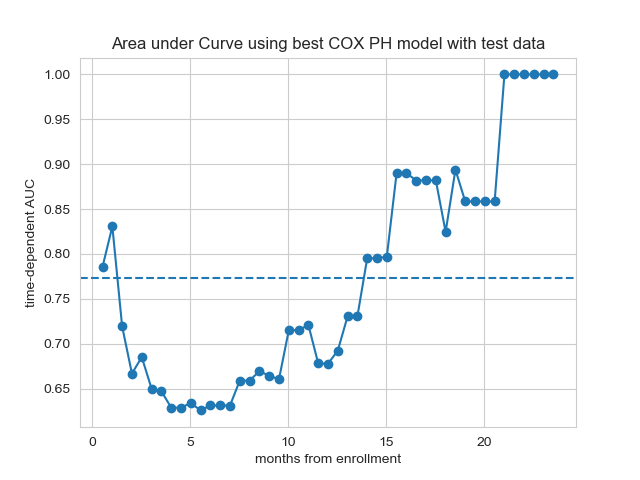 Area under Curve using best COX PH model with test data
1.00
0.95
0.90
0.85
0.80
0.75
0.70
0.65
time-dependent AUC
0 5 10 15 20
months from enrollment